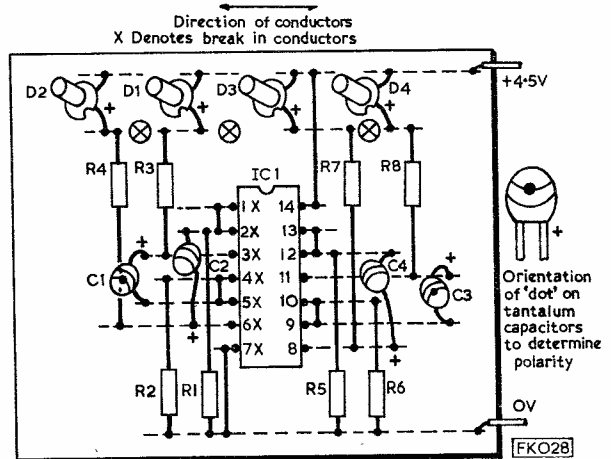 Direction of conductors
X Denotes break in conductors
D2
D1
D3
D4
+
+
+
+
+4·5V
R4
R3
R7
R8
IC1
1X 14
2X 13
3X 12
4X 11
5X 10
6X 9
7X 8
+
C1
C2
+
+
C4
+
C3
+
Orientation
of 'dot' on
tantalum
capacitors
to determine
polarity
R2
R1
R5
R6
0V
FK028